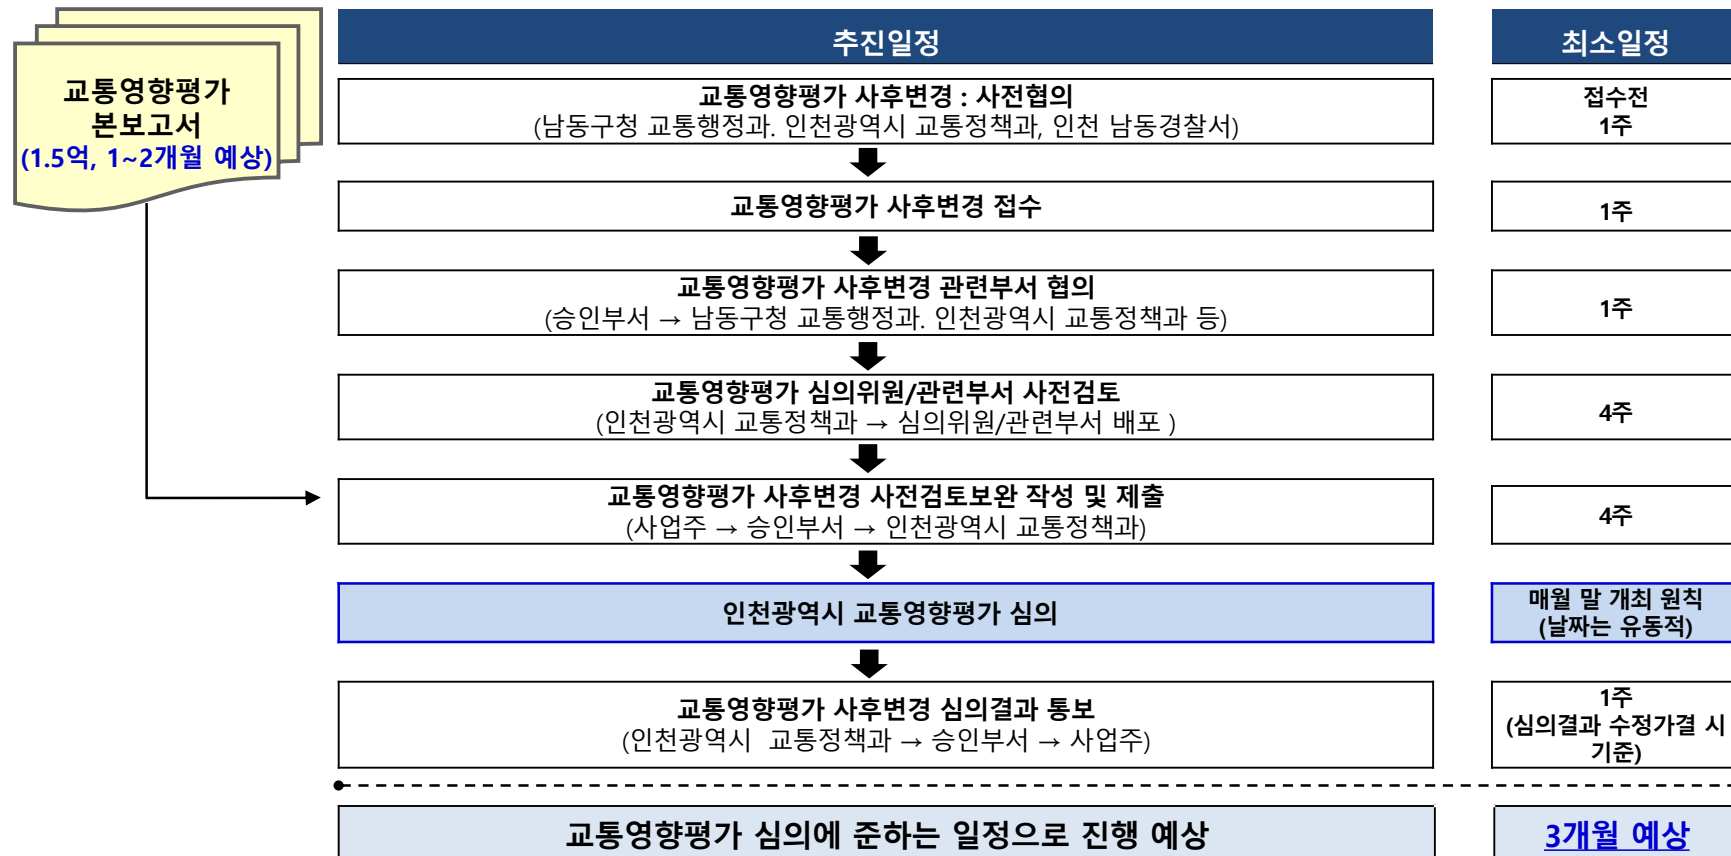 교통영향평가
본보고서
(1.5억, 1~2개월 예상)
추진일정
최소일정
교통영향평가 사후변경 : 사전협의
(남동구청 교통행정과. 인천광역시 교통정책과, 인천 남동경찰서)
접수전
1주
교통영향평가 사후변경 접수
1주
교통영향평가 사후변경 관련부서 협의
(승인부서 → 남동구청 교통행정과. 인천광역시 교통정책과 등)
1주
교통영향평가 심의위원/관련부서 사전검토
(인천광역시 교통정책과 → 심의위원/관련부서 배포 )
4주
교통영향평가 사후변경 사전검토보완 작성 및 제출
(사업주 → 승인부서 → 인천광역시 교통정책과)
4주
인천광역시 교통영향평가 심의
매월 말 개최 원칙
(날짜는 유동적)
교통영향평가 사후변경 심의결과 통보
(인천광역시  교통정책과 → 승인부서 → 사업주)
1주
(심의결과 수정가결 시
기준)
교통영향평가 심의에 준하는 일정으로 진행 예상
3개월 예상